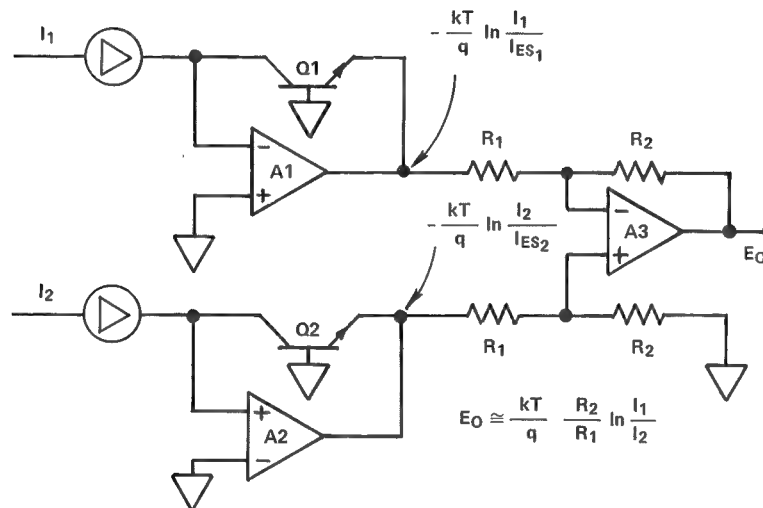 I1
Q1
- kT/q ln I1/IES1
R1
R2
−
A1
+
−
A3
+
EO
- kT/q ln I2/IES2
I2
Q2
R1
R2
+
A2
−
EO ≅ kT/q R2/R1 ln I1/I2